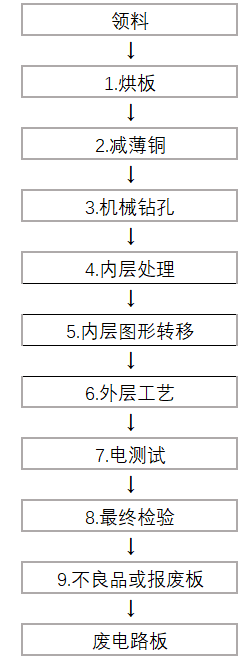 领料
1.烘板
2.减薄铜
3.机械钻孔
4.内层处理
5.内层图形转移
6.外层工艺
7.电测试
8.最终检验
9.不良品或报废板
废电路板